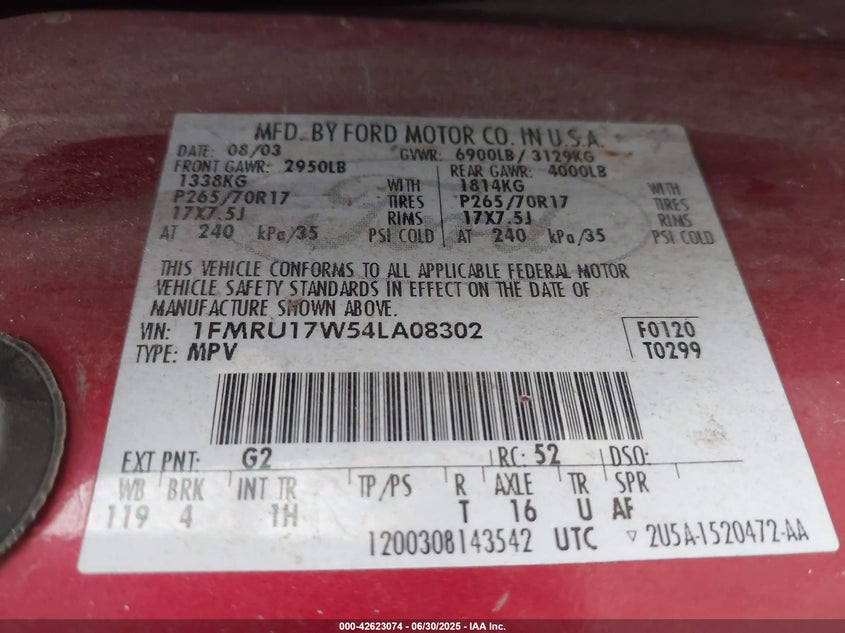 MFD. BY FORD MOTOR CO. IN U.S.A.
DATE: 08/03 GVWR: 6900LB / 3129KG
FRONT GAWR: 2950LB REAR GAWR: 4000LB
1338KG WITH 1814KG WITH
P265/70R17 TIRES P265/70R17 TIRES
17X7.5J RIMS 17X7.5J RIMS
AT 240 kPa/35 PSI COLD AT 240 kPa/35 PSI COLD
THIS VEHICLE CONFORMS TO ALL APPLICABLE FEDERAL MOTOR
VEHICLE SAFETY STANDARDS IN EFFECT ON THE DATE OF
MANUFACTURE SHOWN ABOVE.
VIN: 1FMRU17W54LA08302 F0120
TYPE: MPV T0299
EXT PNT: G2 RC: 52 DSO:
WB BRK INT TR TP/PS R AXLE TR SPR
119 4 1H T 16 U AF
1200308143542 UTC ▽ 2U5A-1520472-AA
000-42623074 - 06/30/2025 - IAA Inc.